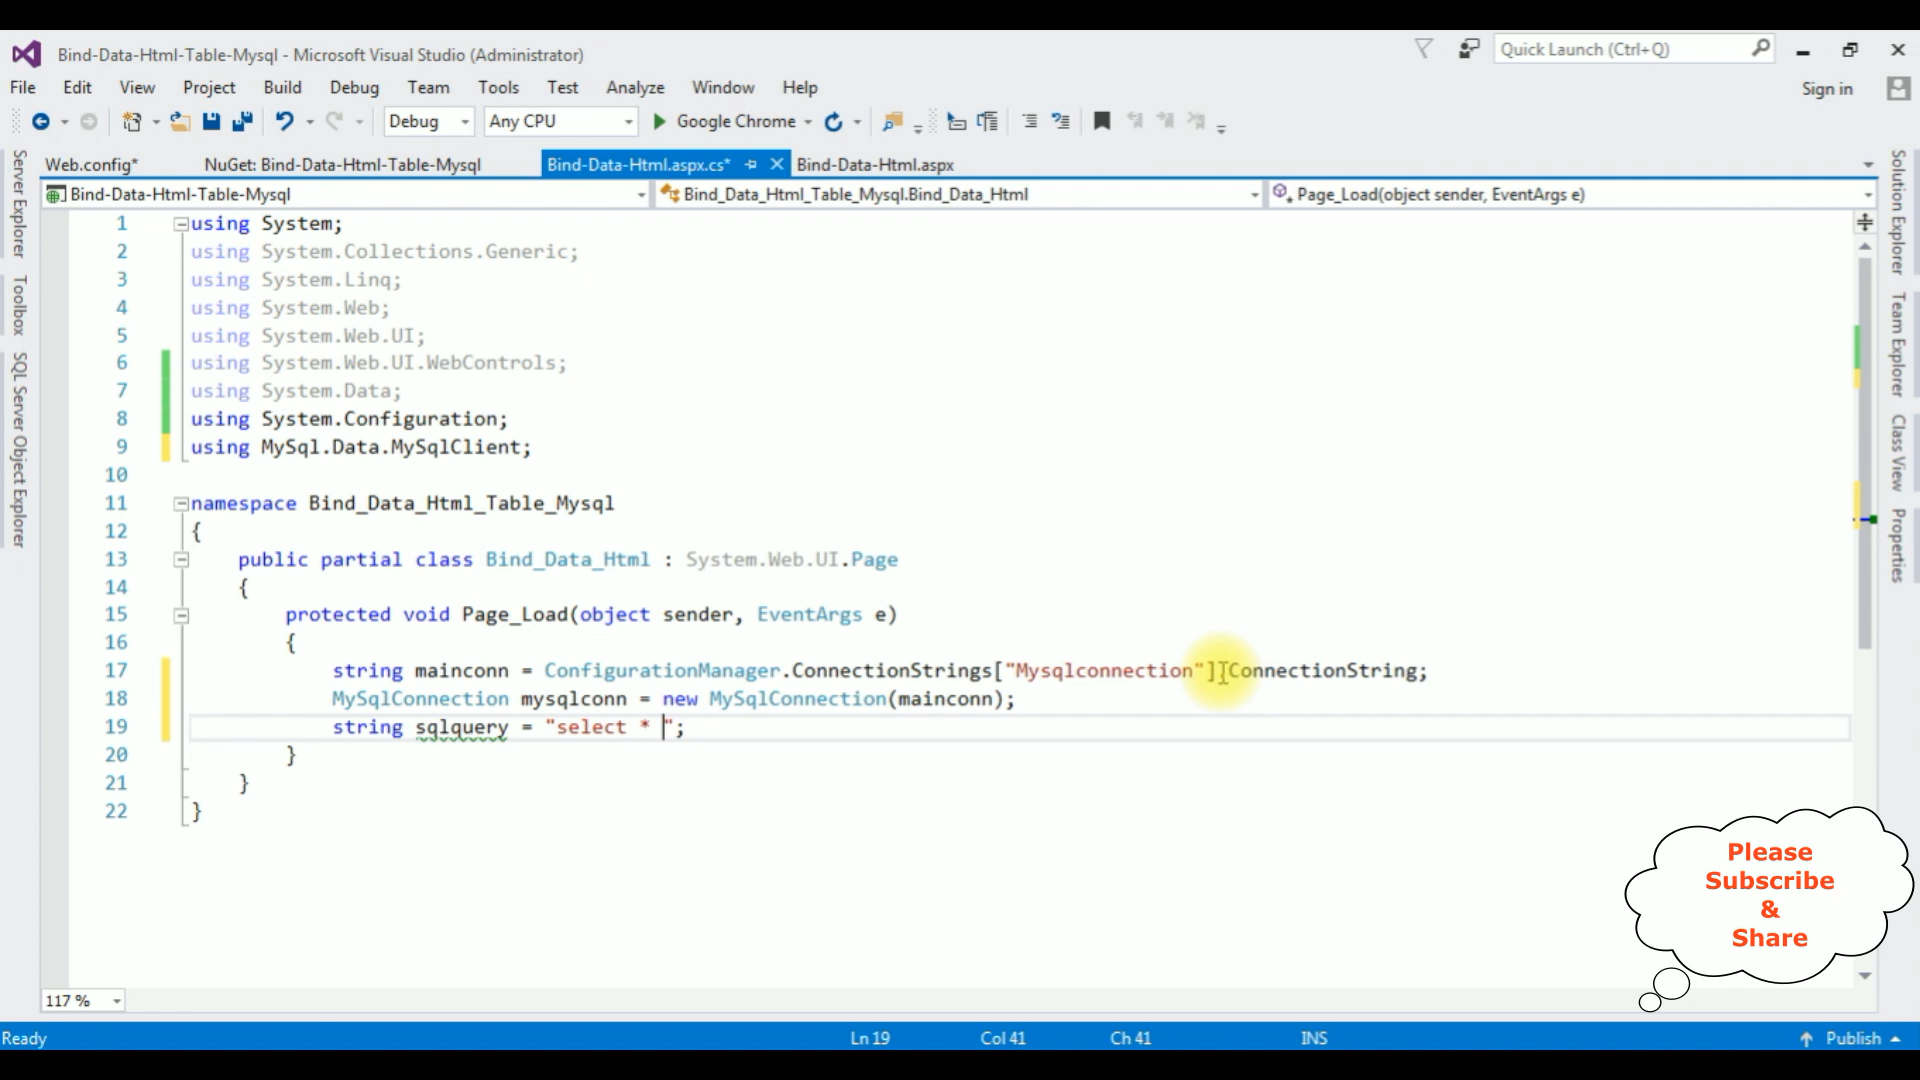 Bind-Data-Html-Table-Mysql - Microsoft Visual Studio (Administrator)
Quick Launch (Ctrl+Q)
File Edit View Project Build Debug Team Tools Test Analyze Window Help
Sign in
Debug Any CPU Google Chrome
Web.config* NuGet: Bind-Data-Html-Table-Mysql Bind-Data-Html.aspx.cs* Bind-Data-Html.aspx
Bind-Data-Html-Table-Mysql Bind_Data_Html_Table_Mysql.Bind_Data_Html Page_Load(object sender, EventArgs e)
Server Explorer
Toolbox
SQL Server Object Explorer
1 using System;
2 using System.Collections.Generic;
3 using System.Linq;
4 using System.Web;
5 using System.Web.UI;
6 using System.Web.UI.WebControls;
7 using System.Data;
8 using System.Configuration;
9 using MySql.Data.MySqlClient;
10
11 namespace Bind_Data_Html_Table_Mysql
12 {
13 public partial class Bind_Data_Html : System.Web.UI.Page
14 {
15 protected void Page_Load(object sender, EventArgs e)
16 {
17 string mainconn = ConfigurationManager.ConnectionStrings["Mysqlconnection"].ConnectionString;
18 MySqlConnection mysqlconn = new MySqlConnection(mainconn);
19 string sqlquery = "select * ";
20 }
21 }
22 }
Solution Explorer
Team Explorer
Class View
Properties
Please
Subscribe
&
Share
117 %
Ready Ln 19 Col 41 Ch 41 INS Publish